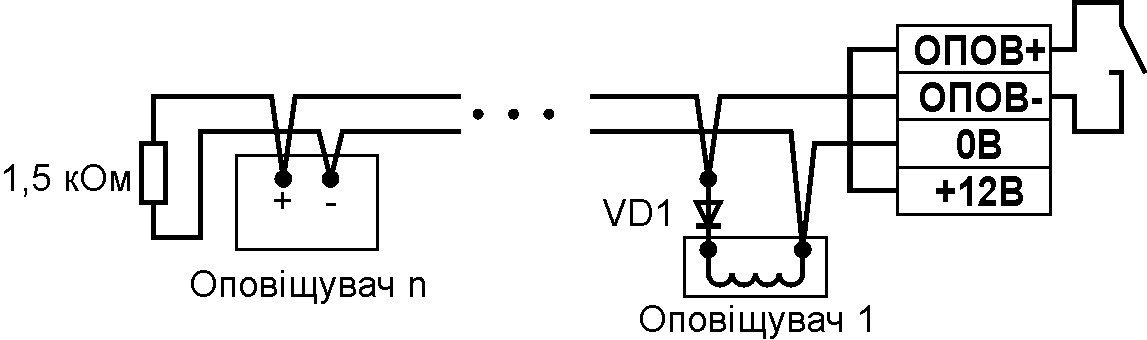 ОПОВ+
ОПОВ-
0В
+12В
1,5 кОм
+ -
VD1
Оповіщувач n
Оповіщувач 1